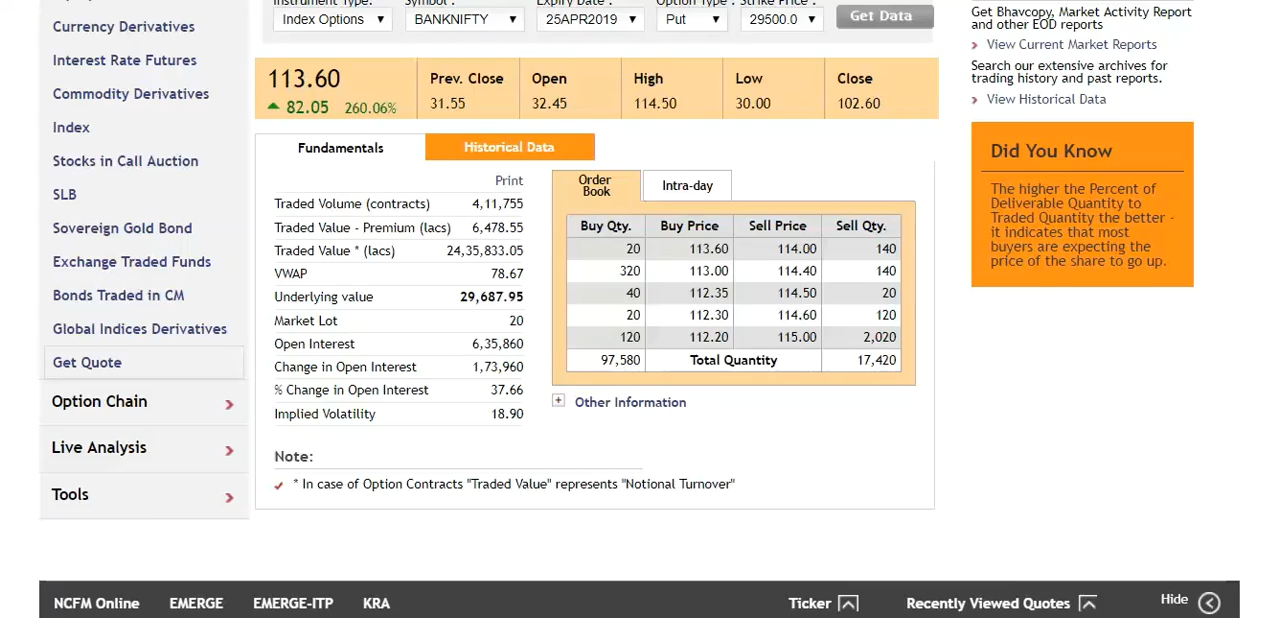 Currency Derivatives
Interest Rate Futures
Commodity Derivatives
Index
Stocks in Call Auction
SLB
Sovereign Gold Bond
Exchange Traded Funds
Bonds Traded in CM
Global Indices Derivatives
Get Quote
Option Chain
Live Analysis
Tools
Instrument Type: Symbol : Expiry Date : Option Type : Strike Price :
Index Options BANKNIFTY 25APR2019 Put 29500.0 Get Data
113.60 Prev. Close Open High Low Close
82.05 260.06% 31.55 32.45 114.50 30.00 102.60
Fundamentals Historical Data
Print
Traded Volume (contracts) 4,11,755
Traded Value - Premium (lacs) 6,478.55
Traded Value * (lacs) 24,35,833.05
VWAP 78.67
Underlying value 29,687.95
Market Lot 20
Open Interest 6,35,860
Change in Open Interest 1,73,960
% Change in Open Interest 37.66
Implied Volatility 18.90
Order
Book
Intra-day
Buy Qty. Buy Price Sell Price Sell Qty.
20 113.60 114.00 140
320 113.00 114.40 140
40 112.35 114.50 20
20 112.30 114.60 120
120 112.20 115.00 2,020
97,580 Total Quantity 17,420
+ Other Information
Note:
* In case of Option Contracts "Traded Value" represents "Notional Turnover"
Get Bhavcopy, Market Activity Report
and other EOD reports
View Current Market Reports
Search our extensive archives for
trading history and past reports.
View Historical Data
Did You Know
The higher the Percent of
Deliverable Quantity to
Traded Quantity the better -
it indicates that most
buyers are expecting the
price of the share to go up.
NCFM Online EMERGE EMERGE-ITP KRA Ticker Recently Viewed Quotes Hide